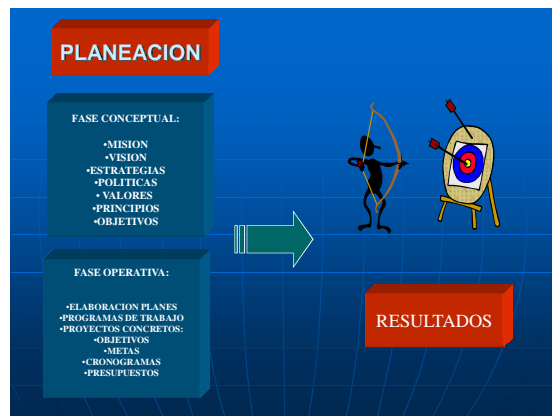 PLANEACION
FASE CONCEPTUAL:
•MISION
•VISION
•ESTRATEGIAS
•POLITICAS
• VALORES
•PRINCIPIOS
•OBJETIVOS
FASE OPERATIVA:
•ELABORACION PLANES
•PROGRAMAS DE TRABAJO
•PROYECTOS CONCRETOS:
•OBJETIVOS
•METAS
•CRONOGRAMAS
•PRESUPUESTOS
RESULTADOS